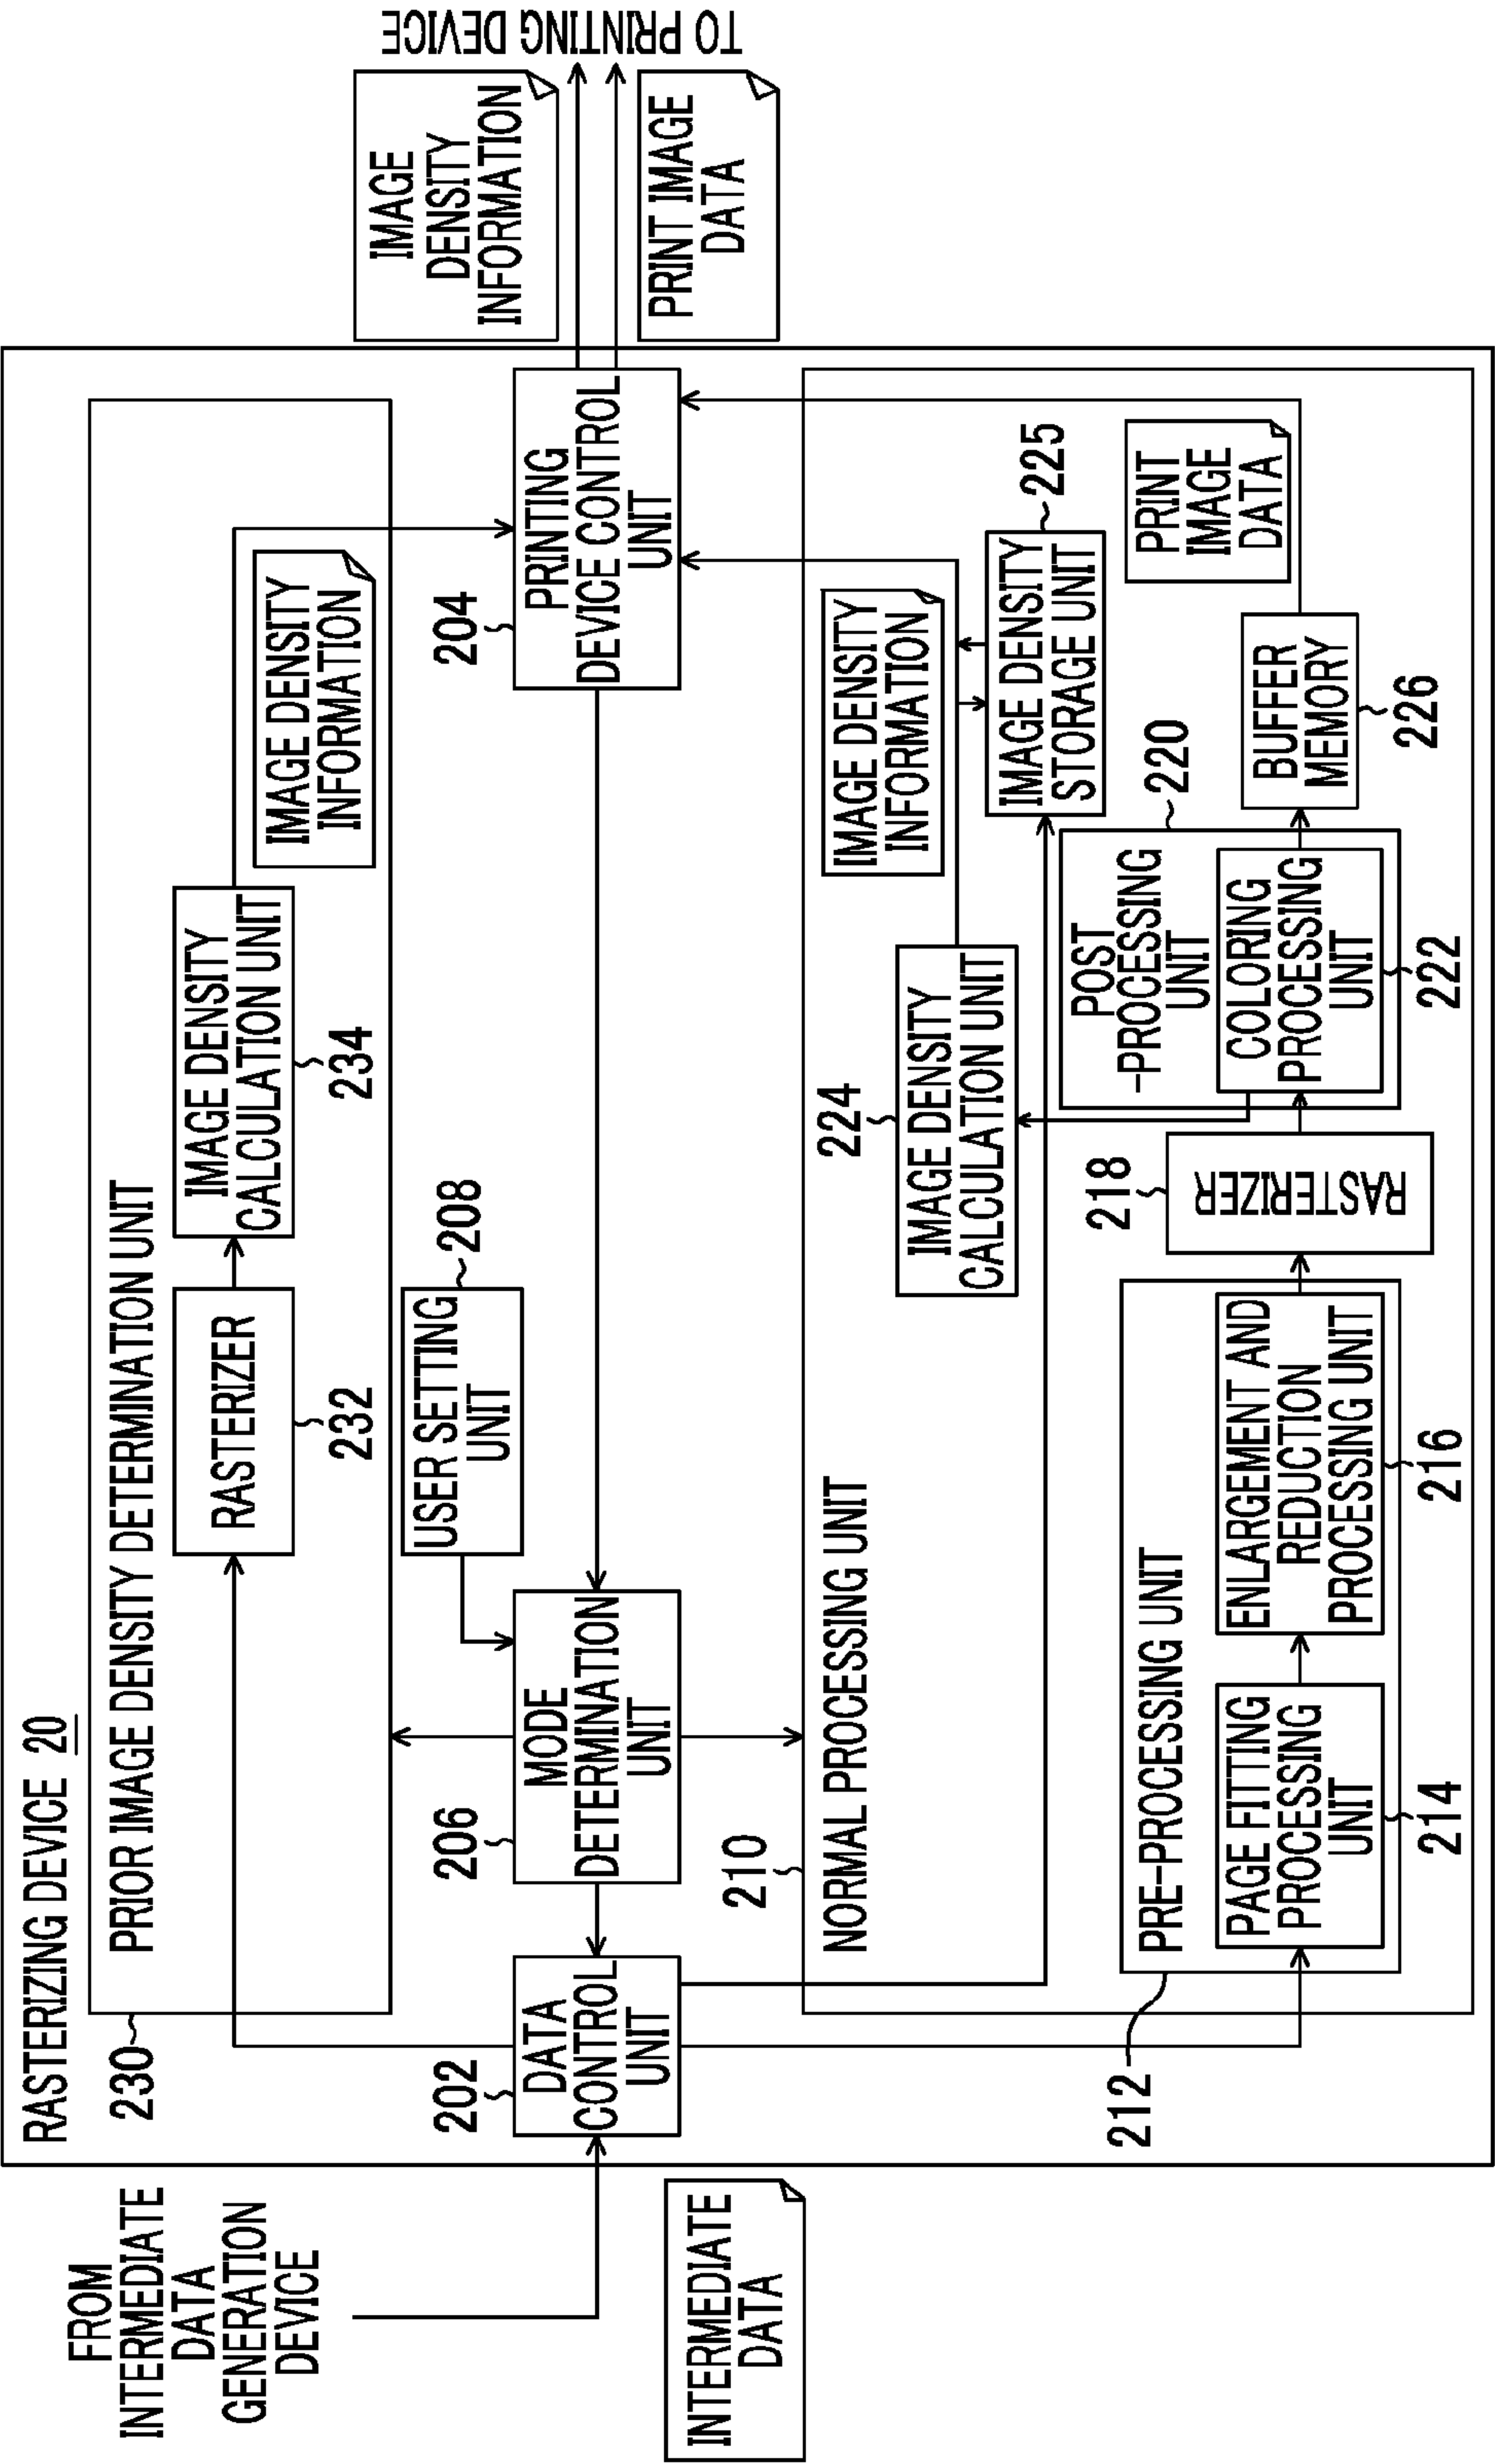 RASTERIZING DEVICE 20
230
PRIOR IMAGE DENSITY DETERMINATION UNIT
RASTERIZER
232
IMAGE DENSITY
CALCULATION UNIT
234
IMAGE DENSITY
INFORMATION
FROM
INTERMEDIATE
DATA
GENERATION
DEVICE
INTERMEDIATE
DATA
202
DATA
CONTROL
UNIT
206
MODE
DETERMINATION
UNIT
208
USER SETTING
UNIT
204
PRINTING
DEVICE CONTROL
UNIT
IMAGE
DENSITY
INFORMATION
TO PRINTING DEVICE
PRINT IMAGE
DATA
210
NORMAL PROCESSING UNIT
212
PRE-PROCESSING UNIT
PAGE FITTING
PROCESSING
UNIT
214
ENLARGEMENT AND
REDUCTION
PROCESSING UNIT
216
218
RASTERIZER
224
IMAGE DENSITY
CALCULATION UNIT
IMAGE DENSITY
INFORMATION
225
IMAGE DENSITY
STORAGE UNIT
220
POST
-PROCESSING
UNIT
COLORING
PROCESSING
UNIT
222
BUFFER
MEMORY
226
PRINT
IMAGE
DATA